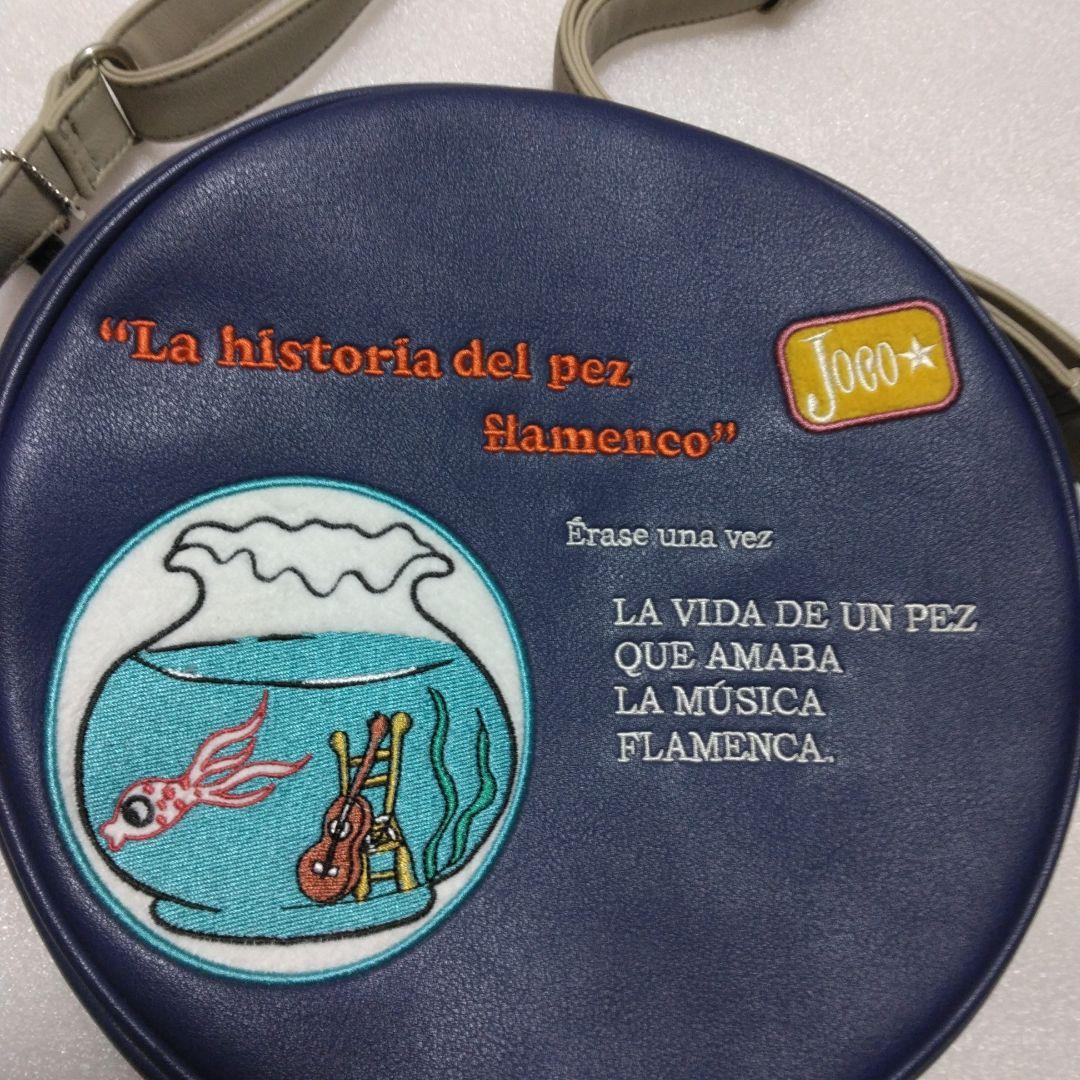 “La historia del pez
flamenco”
Joco
Érase una vez
LA VIDA DE UN PEZ
QUE AMABA
LA MÚSICA
FLAMENCA.